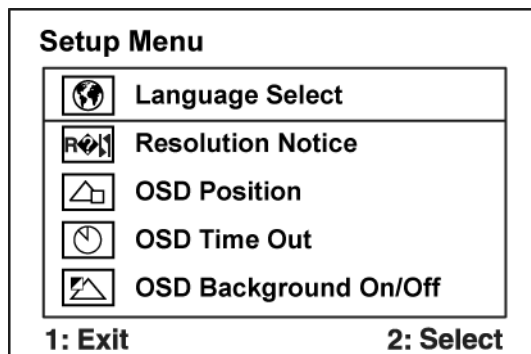 Setup Menu
Language Select
Resolution Notice
OSD Position
OSD Time Out
OSD Background On/Off
1: Exit 2: Select